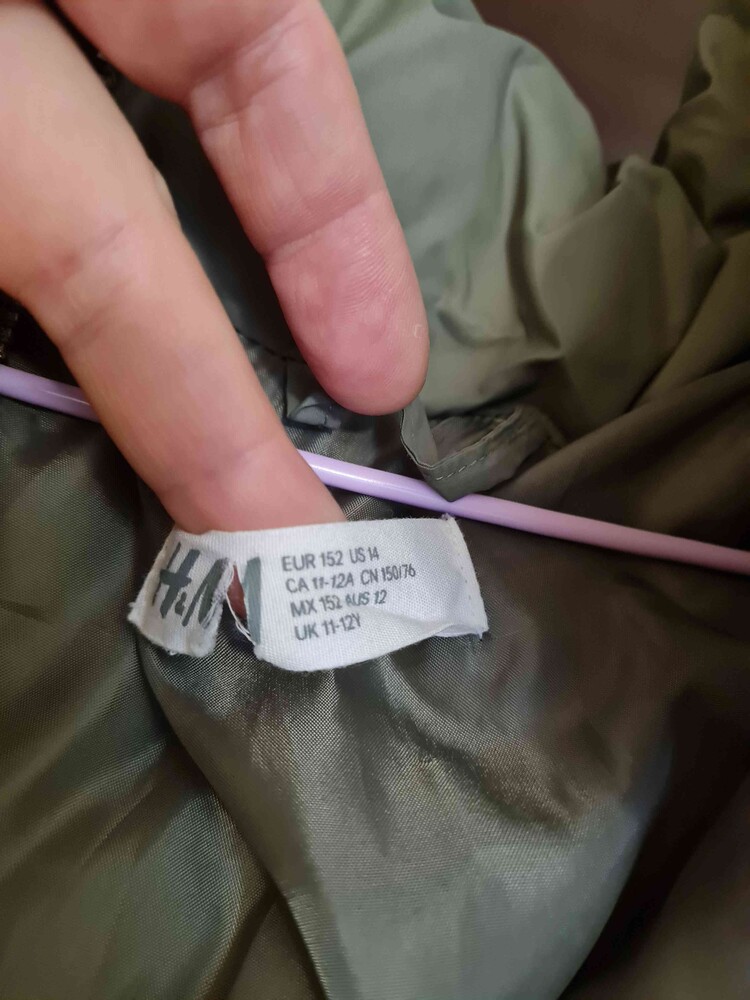 H&M
EUR 152 US 14
CA 11-12A CN 150/76
MX 152 AUS 12
UK 11-12Y